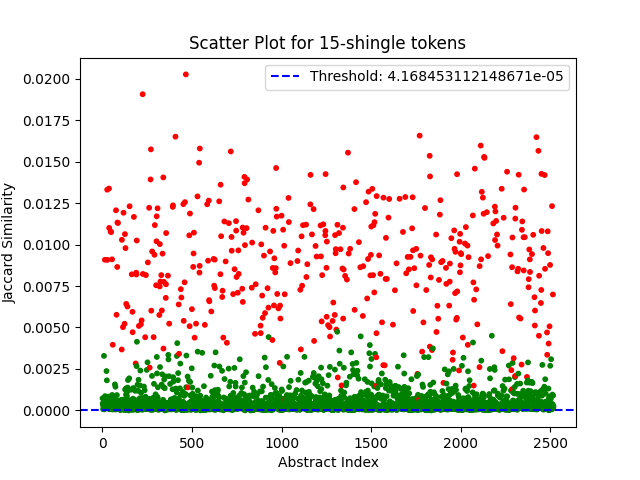 Scatter Plot for 15-shingle tokens
Threshold: 4.168453112148671e-05
0.0200
0.0175
0.0150
0.0125
0.0100
0.0075
0.0050
0.0025
0.0000
Jaccard Similarity
0 500 1000 1500 2000 2500
Abstract Index